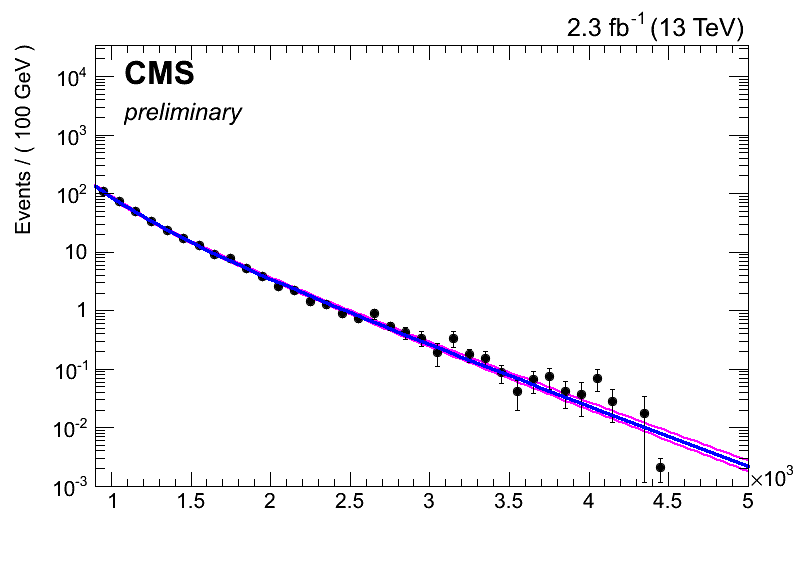 2.3 fb⁻¹ (13 TeV)
CMS
preliminary
Events / ( 100 GeV )
10⁴
10³
10²
10
1
10⁻¹
10⁻²
10⁻³
1 1.5 2 2.5 3 3.5 4 4.5 5
×10³